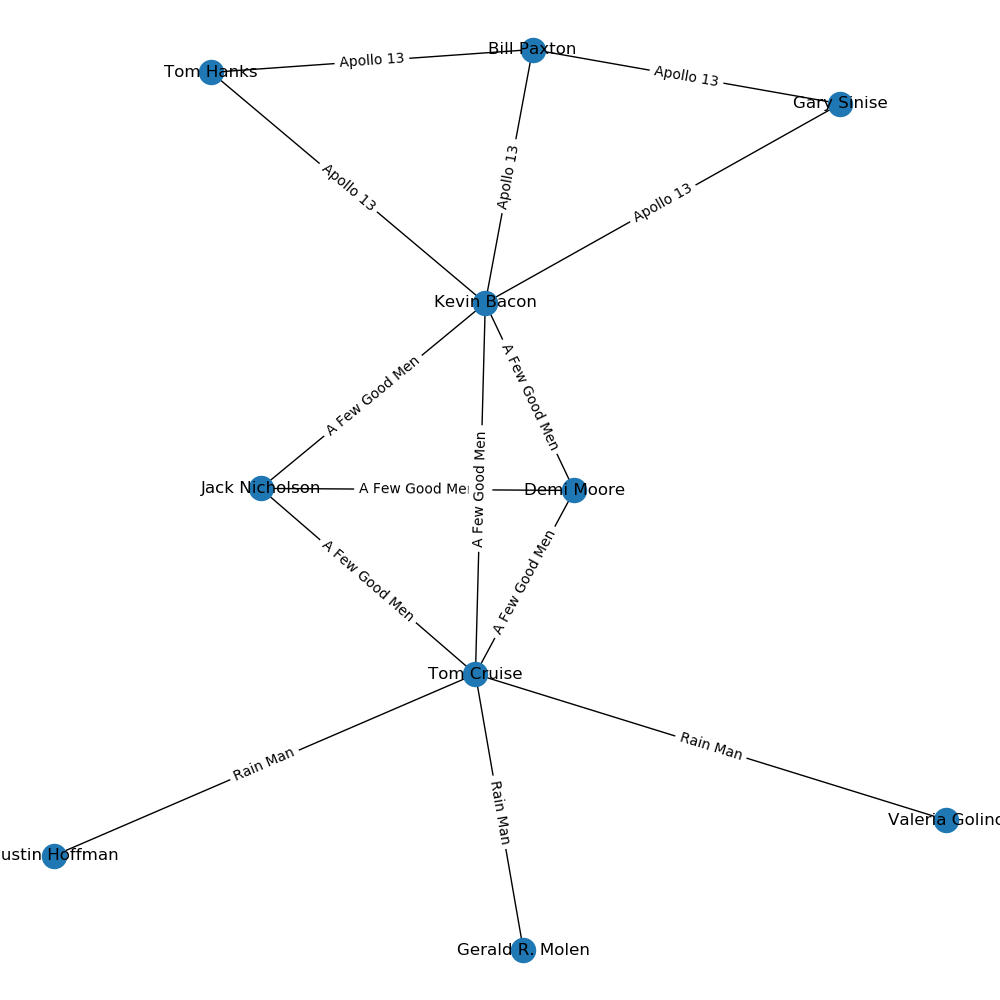 Bill Paxton
Apollo 13
Tom Hanks
Apollo 13
Gary Sinise
Apollo 13
Apollo 13
Apollo 13
Kevin Bacon
A Few Good Men
A Few Good Men
Jack Nicholson
A Few Good Me
A Few Good Men
Demi Moore
A Few Good Men
A Few Good Men
Tom Cruise
Rain Man
Rain Man
Rain Man
Valeria Golino
ustin Hoffman
Gerald R. Molen